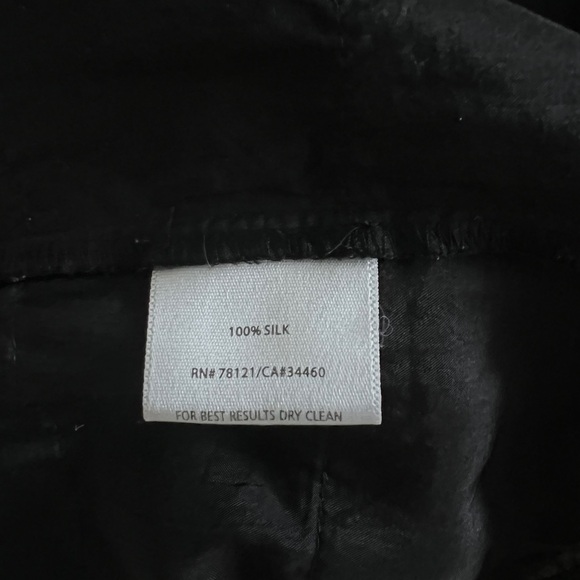 100% SILK
RN# 78121/CA#34460
FOR BEST RESULTS DRY CLEAN